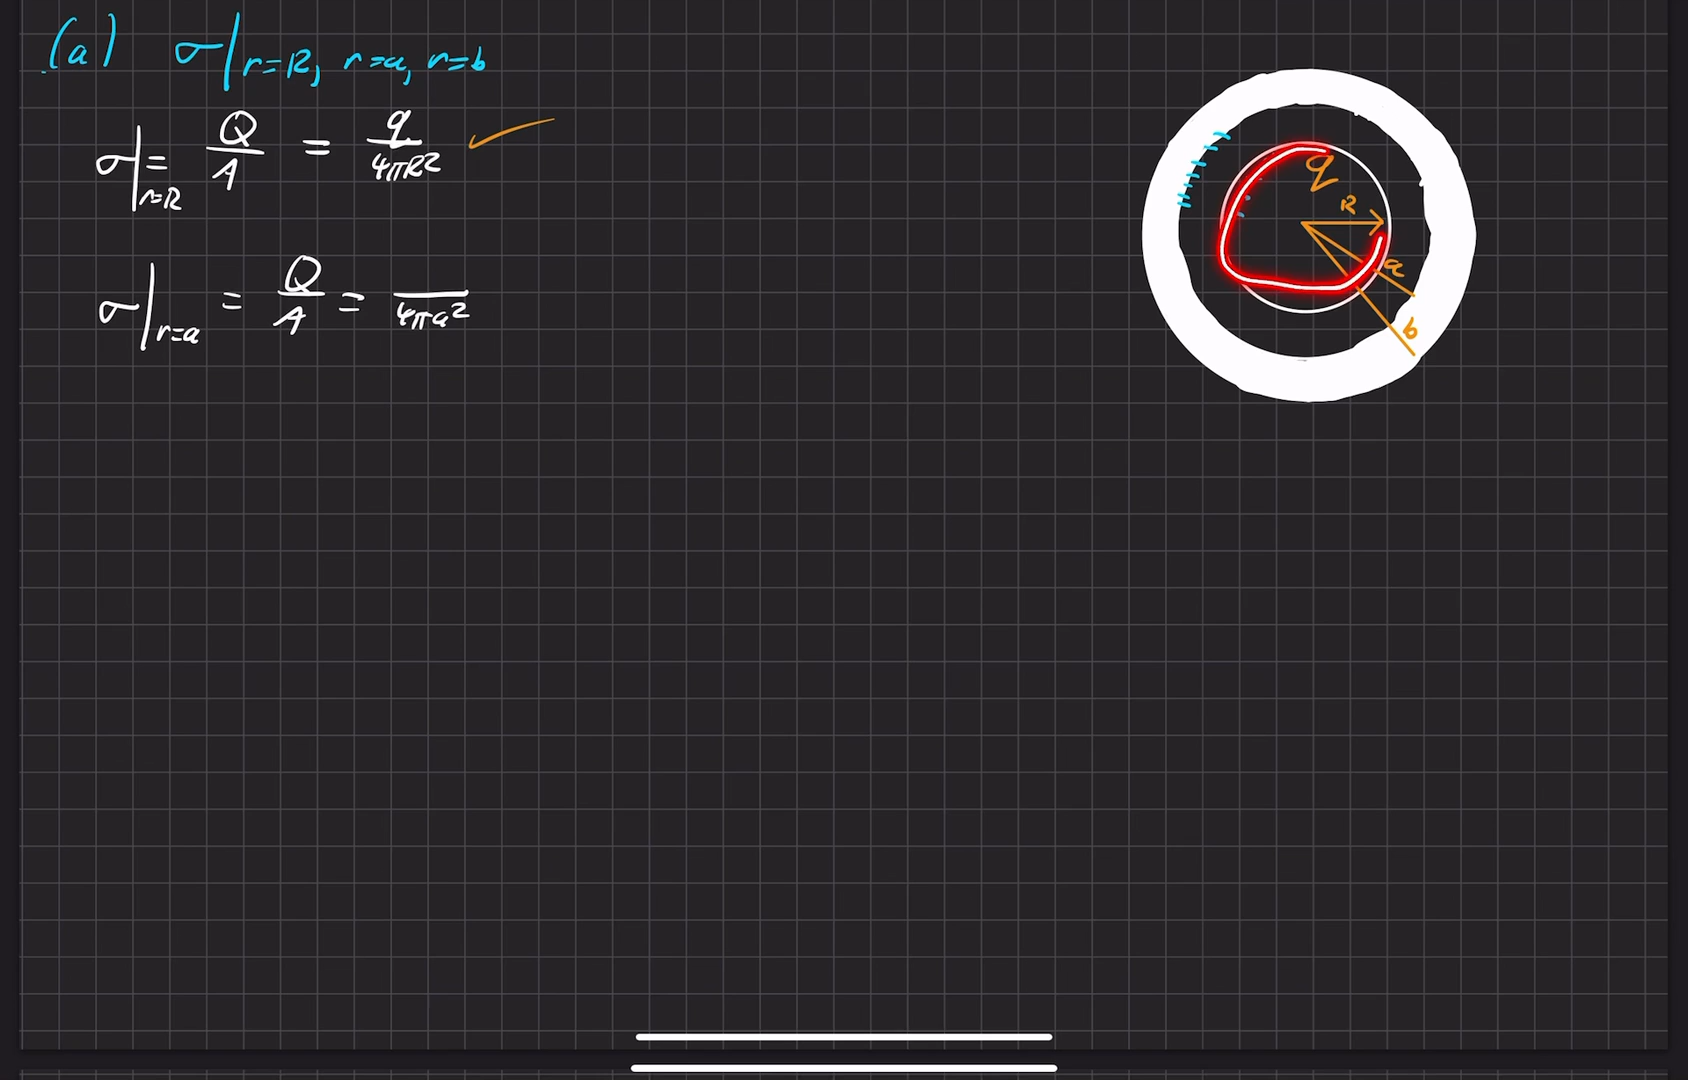 (a) σ|r=R, r=a, r=b
σ|r=R = Q/A = q/4πR² ✓
σ|r=a = Q/A = /4πa²
q
R
a
b